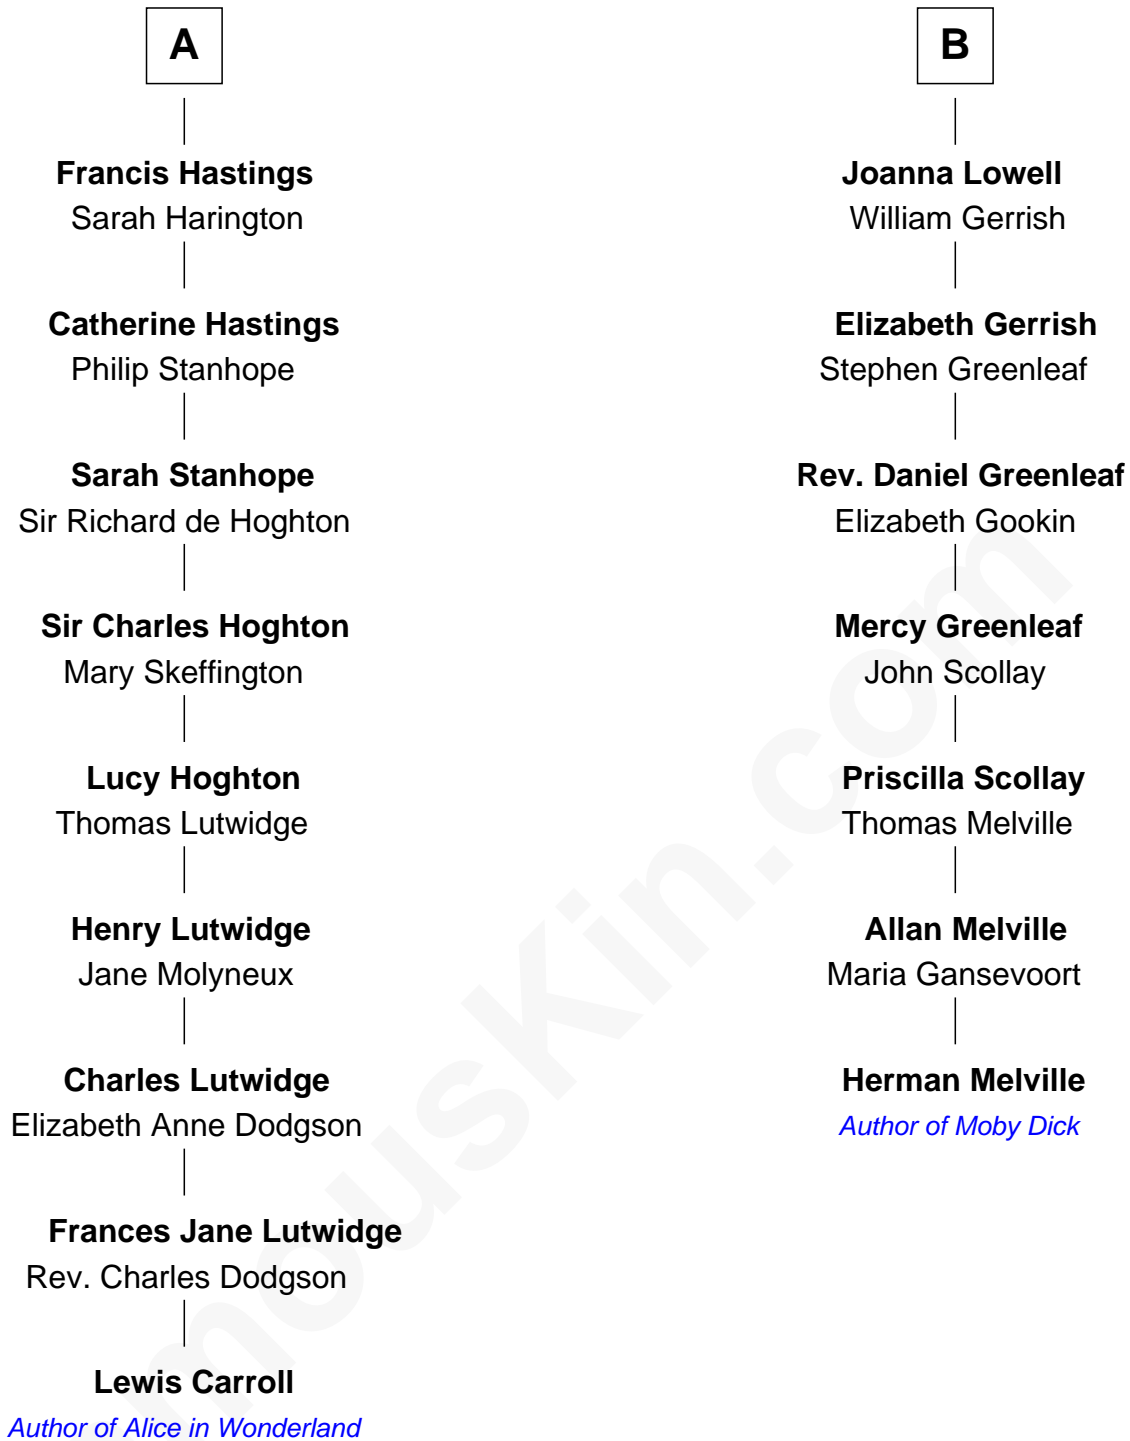 A
Francis Hastings
Sarah Harington
Catherine Hastings
Philip Stanhope
Sarah Stanhope
Sir Richard de Hoghton
Sir Charles Hoghton
Mary Skeffington
Lucy Hoghton
Thomas Lutwidge
Henry Lutwidge
Jane Molyneux
Charles Lutwidge
Elizabeth Anne Dodgson
Frances Jane Lutwidge
Rev. Charles Dodgson
Lewis Carroll
Author of Alice in Wonderland
B
Joanna Lowell
William Gerrish
Elizabeth Gerrish
Stephen Greenleaf
Rev. Daniel Greenleaf
Elizabeth Gookin
Mercy Greenleaf
John Scollay
Priscilla Scollay
Thomas Melville
Allan Melville
Maria Gansevoort
Herman Melville
Author of Moby Dick
mousKin.com